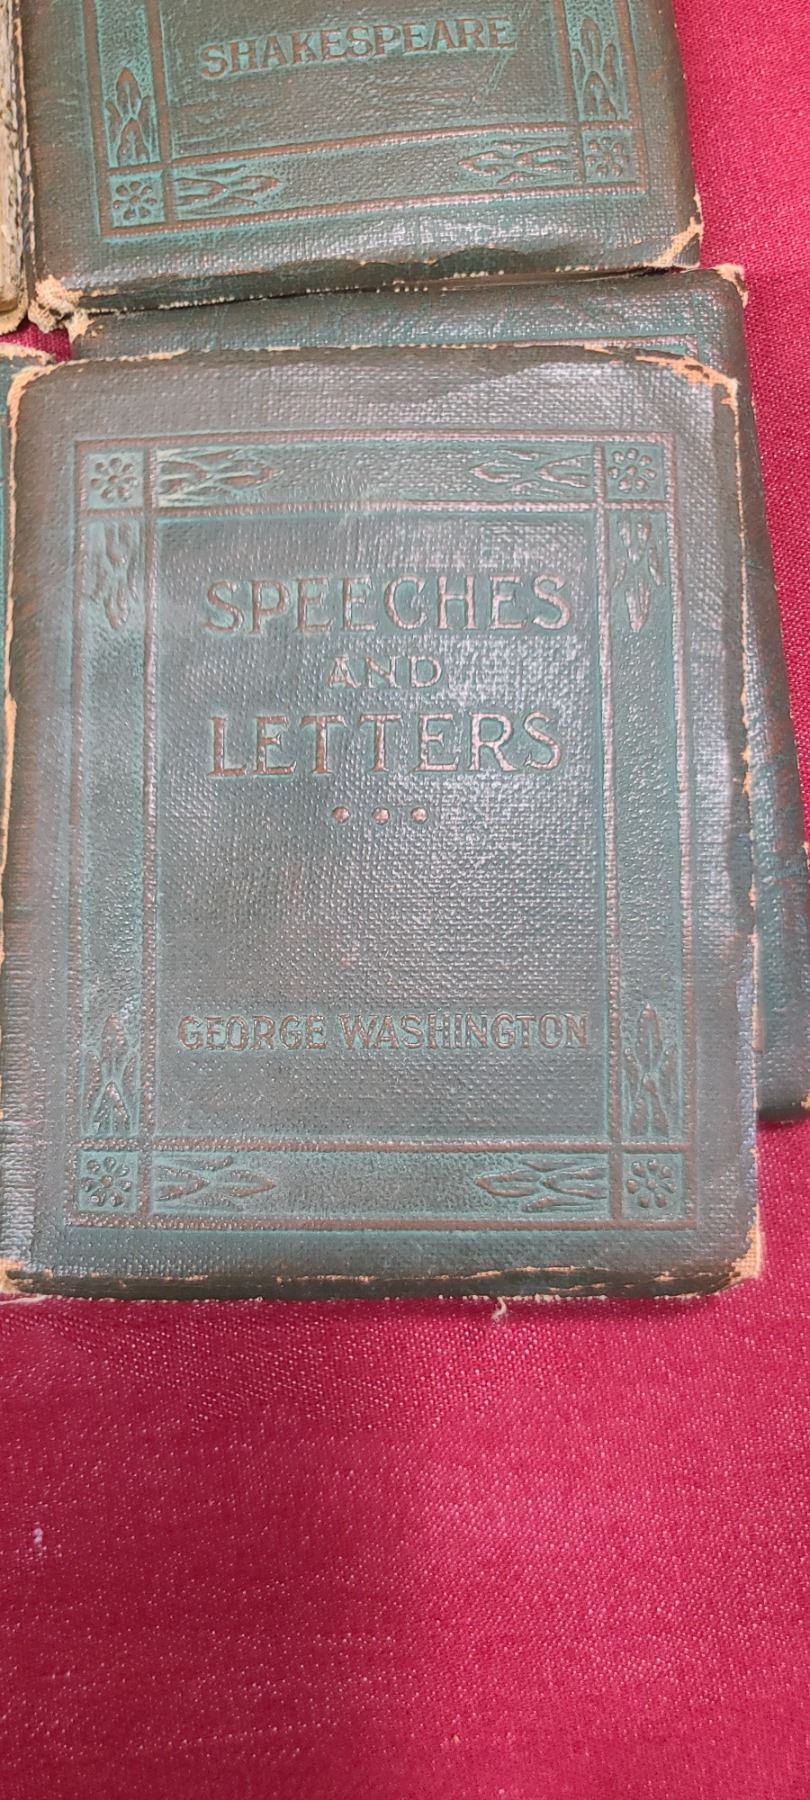 SHAKESPEARE
SPEECHES
AND
LETTERS
GEORGE WASHINGTON